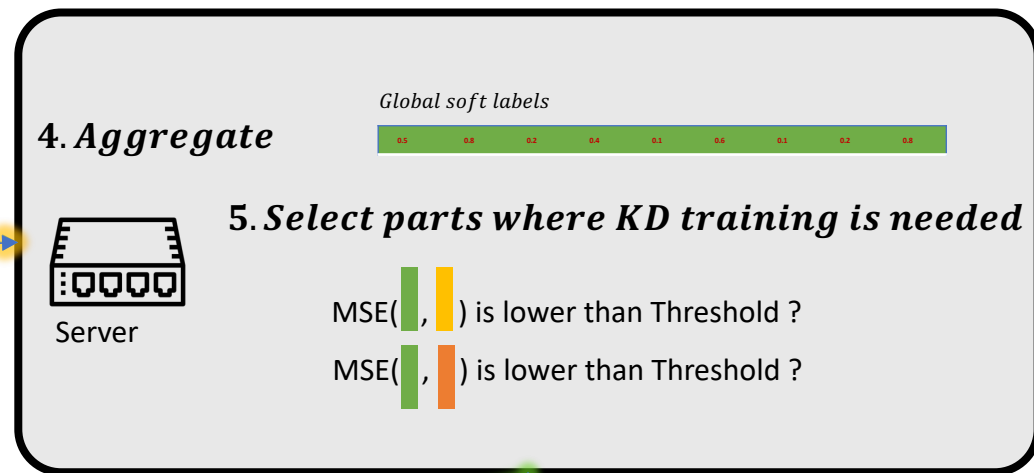 Global soft labels
4. Aggregate
0.5 0.8 0.2 0.4 0.1 0.6 0.1 0.2 0.8
5. Select parts where KD training is needed
MSE( , ) is lower than Threshold ?
Server
MSE( , ) is lower than Threshold ?